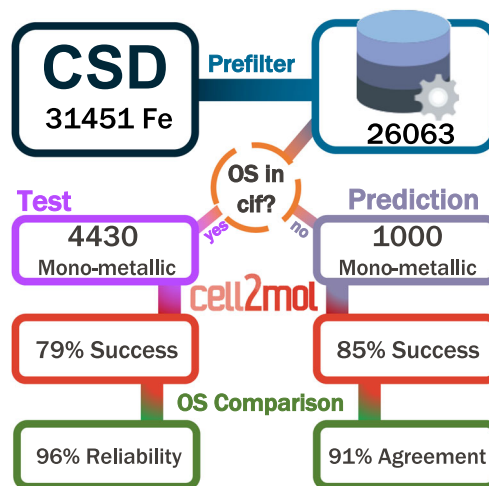 CSD
31451 Fe
Prefilter
26063
OS in
cif?
Test
Prediction
yes
no
4430
Mono-metallic
1000
Mono-metallic
cell2mol
79% Success
85% Success
OS Comparison
96% Reliability
91% Agreement